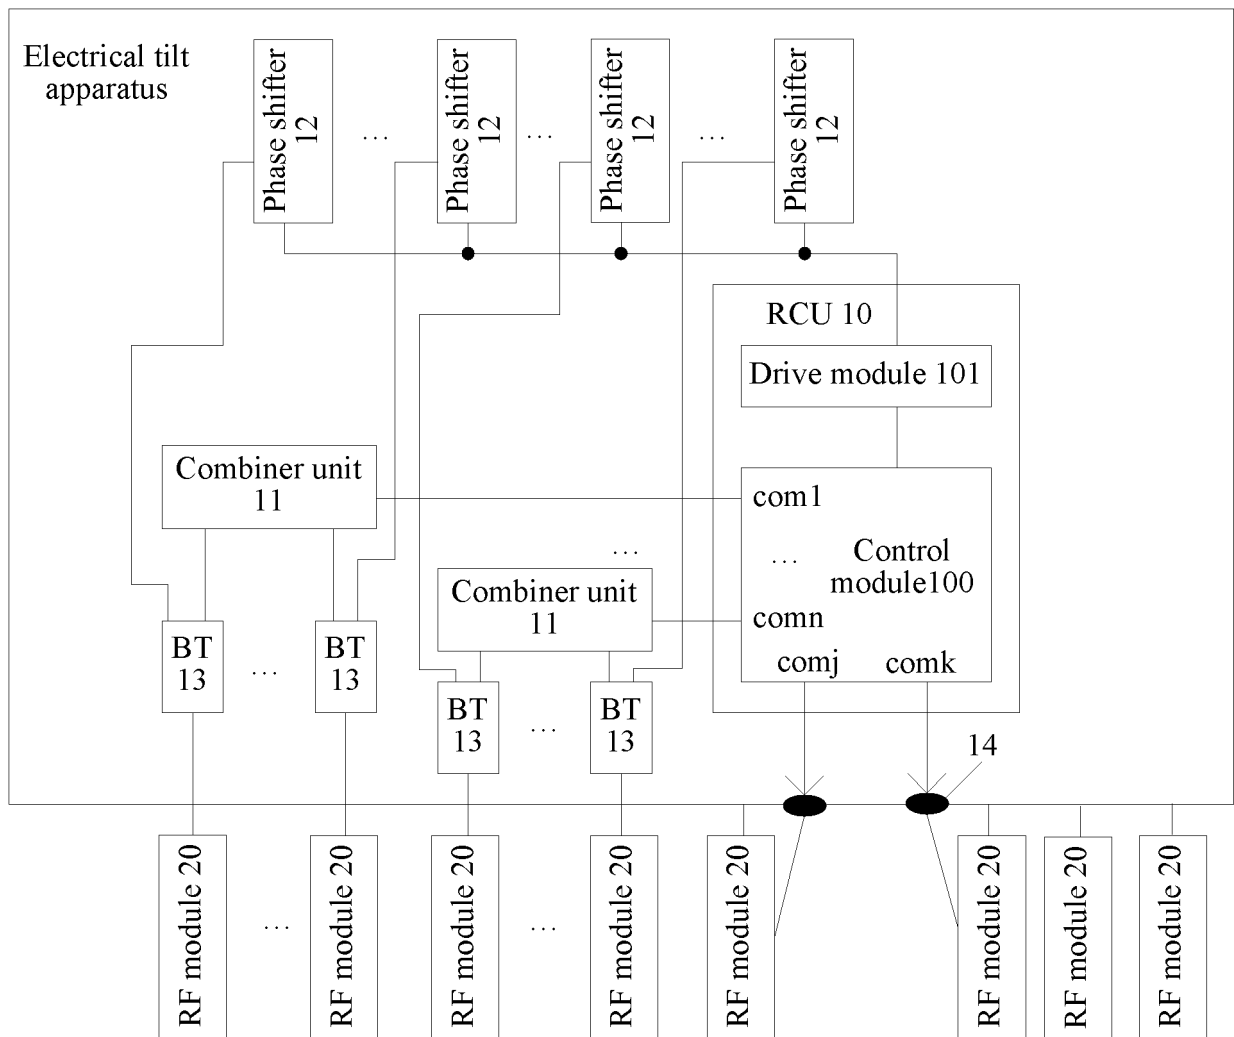 Electrical tilt
apparatus
Phase shifter
12
...
Phase shifter
12
...
Phase shifter
12
...
Phase shifter
12
RCU 10
Drive module 101
Combiner unit
11
com1
...
Control
module100
...
Combiner unit
11
comn
comj
comk
BT
13
...
BT
13
BT
13
...
BT
13
14
RF module 20
...
RF module 20
RF module 20
...
RF module 20
RF module 20
RF module 20
RF module 20
RF module 20